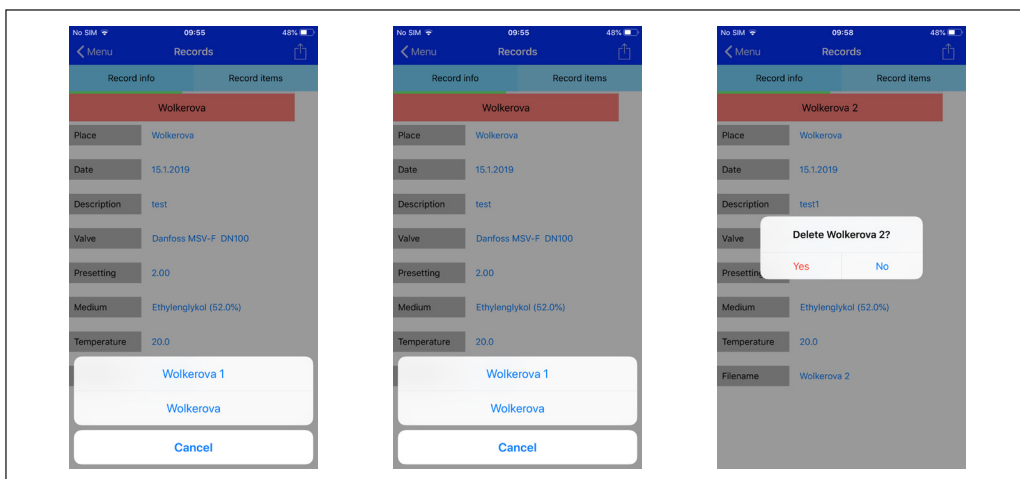 No SIM 09:55 48%
Menu Records
Record info Record items
Wolkerova
Place Wolkerova
Date 15.1.2019
Description test
Valve Danfoss MSV-F DN100
Presetting 2.00
Medium Ethylenglykol (52.0%)
Temperature 20.0
Wolkerova 1
Wolkerova
Cancel
No SIM 09:55 48%
Menu Records
Record info Record items
Wolkerova
Place Wolkerova
Date 15.1.2019
Description test
Valve Danfoss MSV-F DN100
Presetting 2.00
Medium Ethylenglykol (52.0%)
Temperature 20.0
Wolkerova 1
Wolkerova
Cancel
No SIM 09:58 48%
Menu Records
Record info Record items
Wolkerova 2
Place Wolkerova
Date 15.1.2019
Description test1
Valve
Delete Wolkerova 2?
Presetting
Yes No
Medium Ethylenglykol (52.0%)
Temperature 20.0
Filename Wolkerova 2